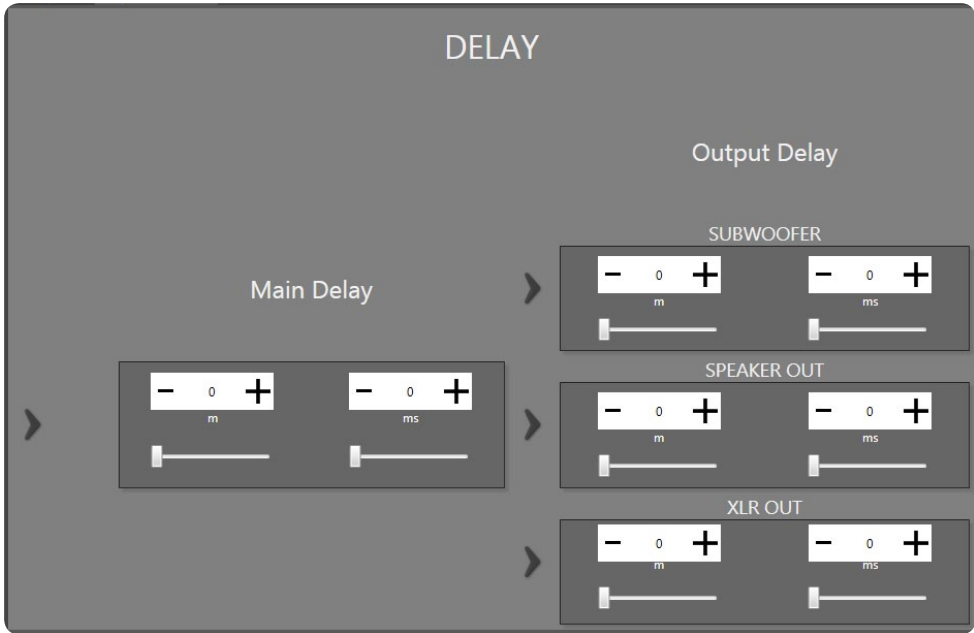 DELAY
Output Delay
SUBWOOFER
− 0 + − 0 +
m ms
Main Delay
− 0 + − 0 +
m ms
SPEAKER OUT
− 0 + − 0 +
m ms
XLR OUT
− 0 + − 0 +
m ms